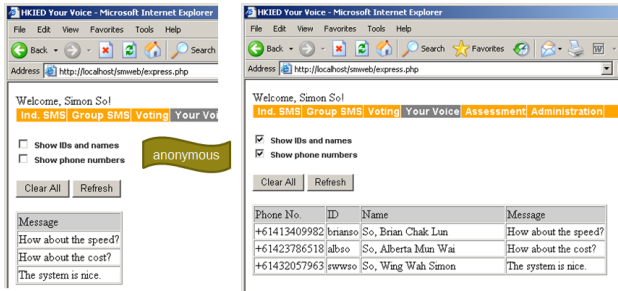 HKIED Your Voice - Microsoft Internet Explorer
File Edit View Favorites Tools Help
Back Search
Address http://localhost/smweb/express.php
Welcome, Simon So!
Ind. SMS Group SMS Voting Your Voi
Show IDs and names
Show phone numbers
Clear All Refresh
Message
How about the speed?
How about the cost?
The system is nice.
anonymous
HKIED Your Voice - Microsoft Internet Explorer
File Edit View Favorites Tools Help
Back Search Favorites
Address http://localhost/smweb/express.php
Welcome, Simon So!
Ind. SMS Group SMS Voting Your Voice Assessment Administration
Show IDs and names
Show phone numbers
Clear All Refresh
Phone No. ID Name Message
+61413409982 brianso So, Brian Chak Lun How about the speed?
+61423786518 albso So, Alberta Mun Wai How about the cost?
+61432057963 swwso So, Wing Wah Simon The system is nice.